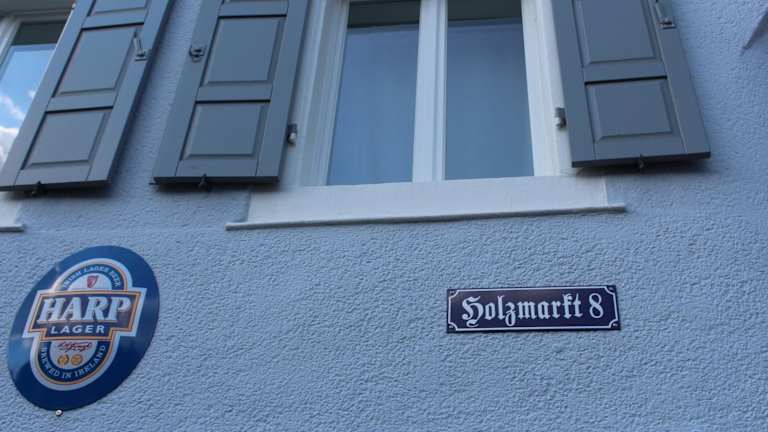 IRISH LAGER BEER
HARP
LAGER
BREWED IN IRELAND
Holzmarkt 8